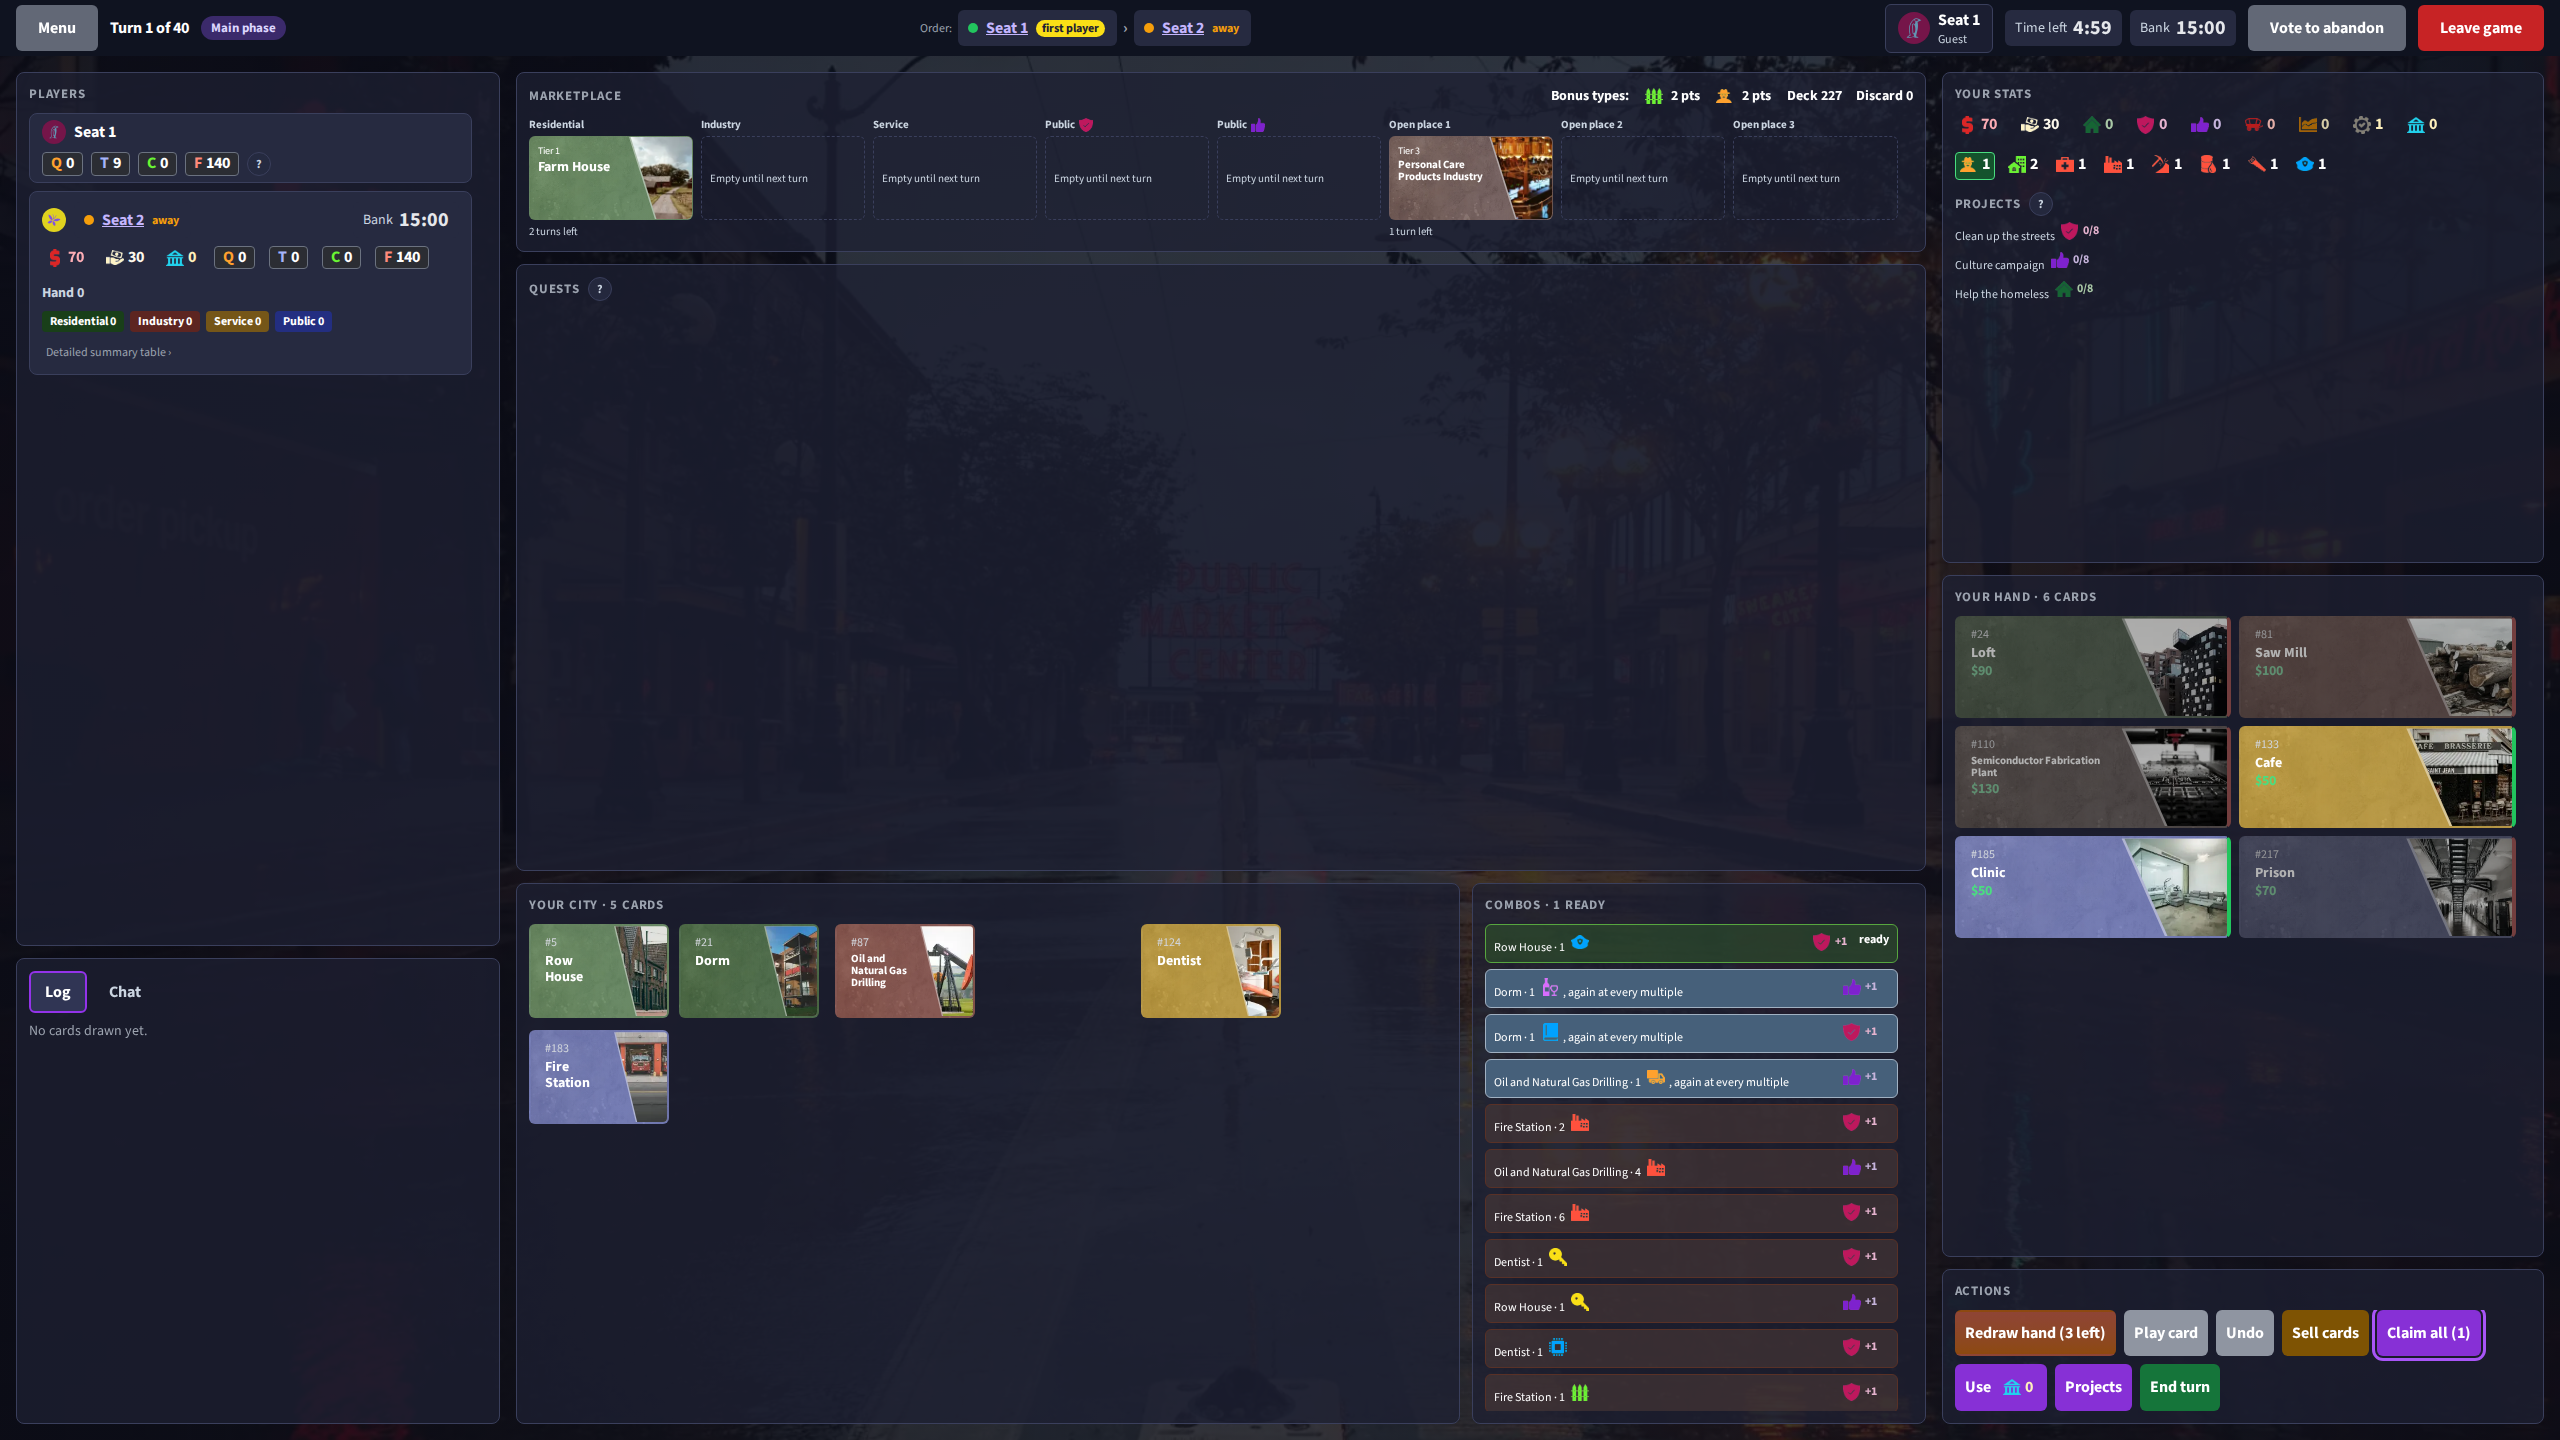 Menu
Turn 1 of 40
Main phase
Order:
Seat 1 first player
›
Seat 2 away
Seat 1
Guest
Time left 4:59
Bank 15:00
Vote to abandon
Leave game
PLAYERS
Seat 1
Q 0
T 9
C 0
F 140
?
Seat 2 away
Bank 15:00
70
30
0
Q 0
T 0
C 0
F 140
Hand 0
Residential 0
Industry 0
Service 0
Public 0
Detailed summary table ›
Log
Chat
No cards drawn yet.
MARKETPLACE
Bonus types:
2 pts
2 pts
Deck 227
Discard 0
Residential
Industry
Service
Public
Public
Open place 1
Open place 2
Open place 3
Tier 1
Farm House
Empty until next turn
Empty until next turn
Empty until next turn
Empty until next turn
Tier 3
Personal Care
Products Industry
Empty until next turn
Empty until next turn
2 turns left
1 turn left
QUESTS
?
YOUR CITY · 5 CARDS
#5
Row
House
#21
Dorm
#87
Oil and
Natural Gas
Drilling
#124
Dentist
#183
Fire
Station
COMBOS · 1 READY
Row House · 1
+1 ready
Dorm · 1 , again at every multiple
+1
Dorm · 1 , again at every multiple
+1
Oil and Natural Gas Drilling · 1 , again at every multiple
+1
Fire Station · 2
+1
Oil and Natural Gas Drilling · 4
+1
Fire Station · 6
+1
Dentist · 1
+1
Row House · 1
+1
Dentist · 1
+1
Fire Station · 1
+1
YOUR STATS
70
30
0
0
0
0
0
1
0
1
2
1
1
1
1
1
1
PROJECTS
?
Clean up the streets 0/8
Culture campaign 0/8
Help the homeless 0/8
YOUR HAND · 6 CARDS
#24
Loft
$90
#81
Saw Mill
$100
#110
Semiconductor Fabrication
Plant
$130
#133
Cafe
$50
#185
Clinic
$50
#217
Prison
$70
ACTIONS
Redraw hand (3 left)
Play card
Undo
Sell cards
Claim all (1)
Use 0
Projects
End turn
order pickup
PUBLIC
MARKET
CENTER